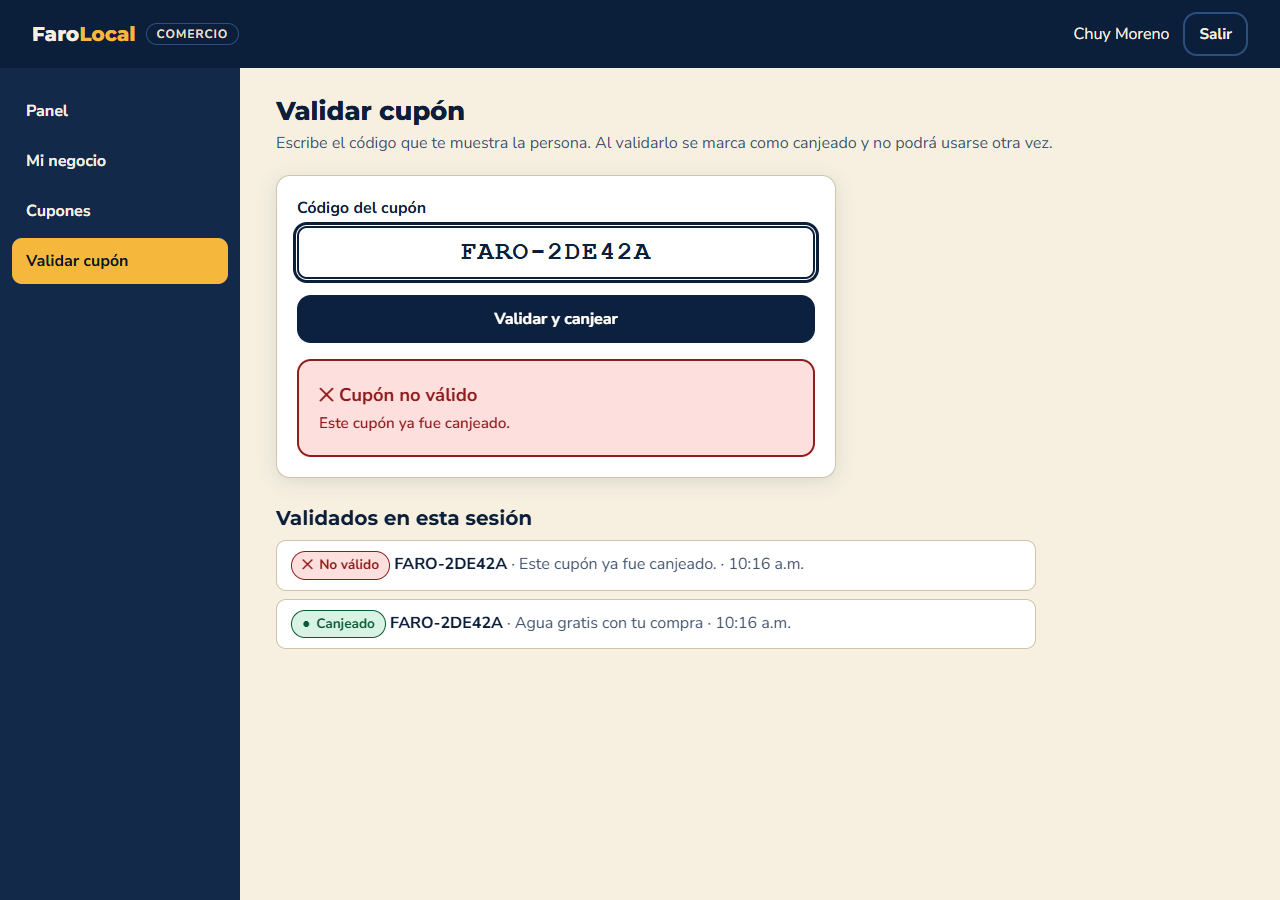 FaroLocal COMERCIO
Chuy Moreno
Salir
Panel
Mi negocio
Cupones
Validar cupón
Validar cupón
Escribe el código que te muestra la persona. Al validarlo se marca como canjeado y no podrá usarse otra vez.
Código del cupón
FARO-2DE42A
Validar y canjear
✕ Cupón no válido
Este cupón ya fue canjeado.
Validados en esta sesión
✕ No válido FARO-2DE42A · Este cupón ya fue canjeado. · 10:16 a.m.
● Canjeado FARO-2DE42A · Agua gratis con tu compra · 10:16 a.m.